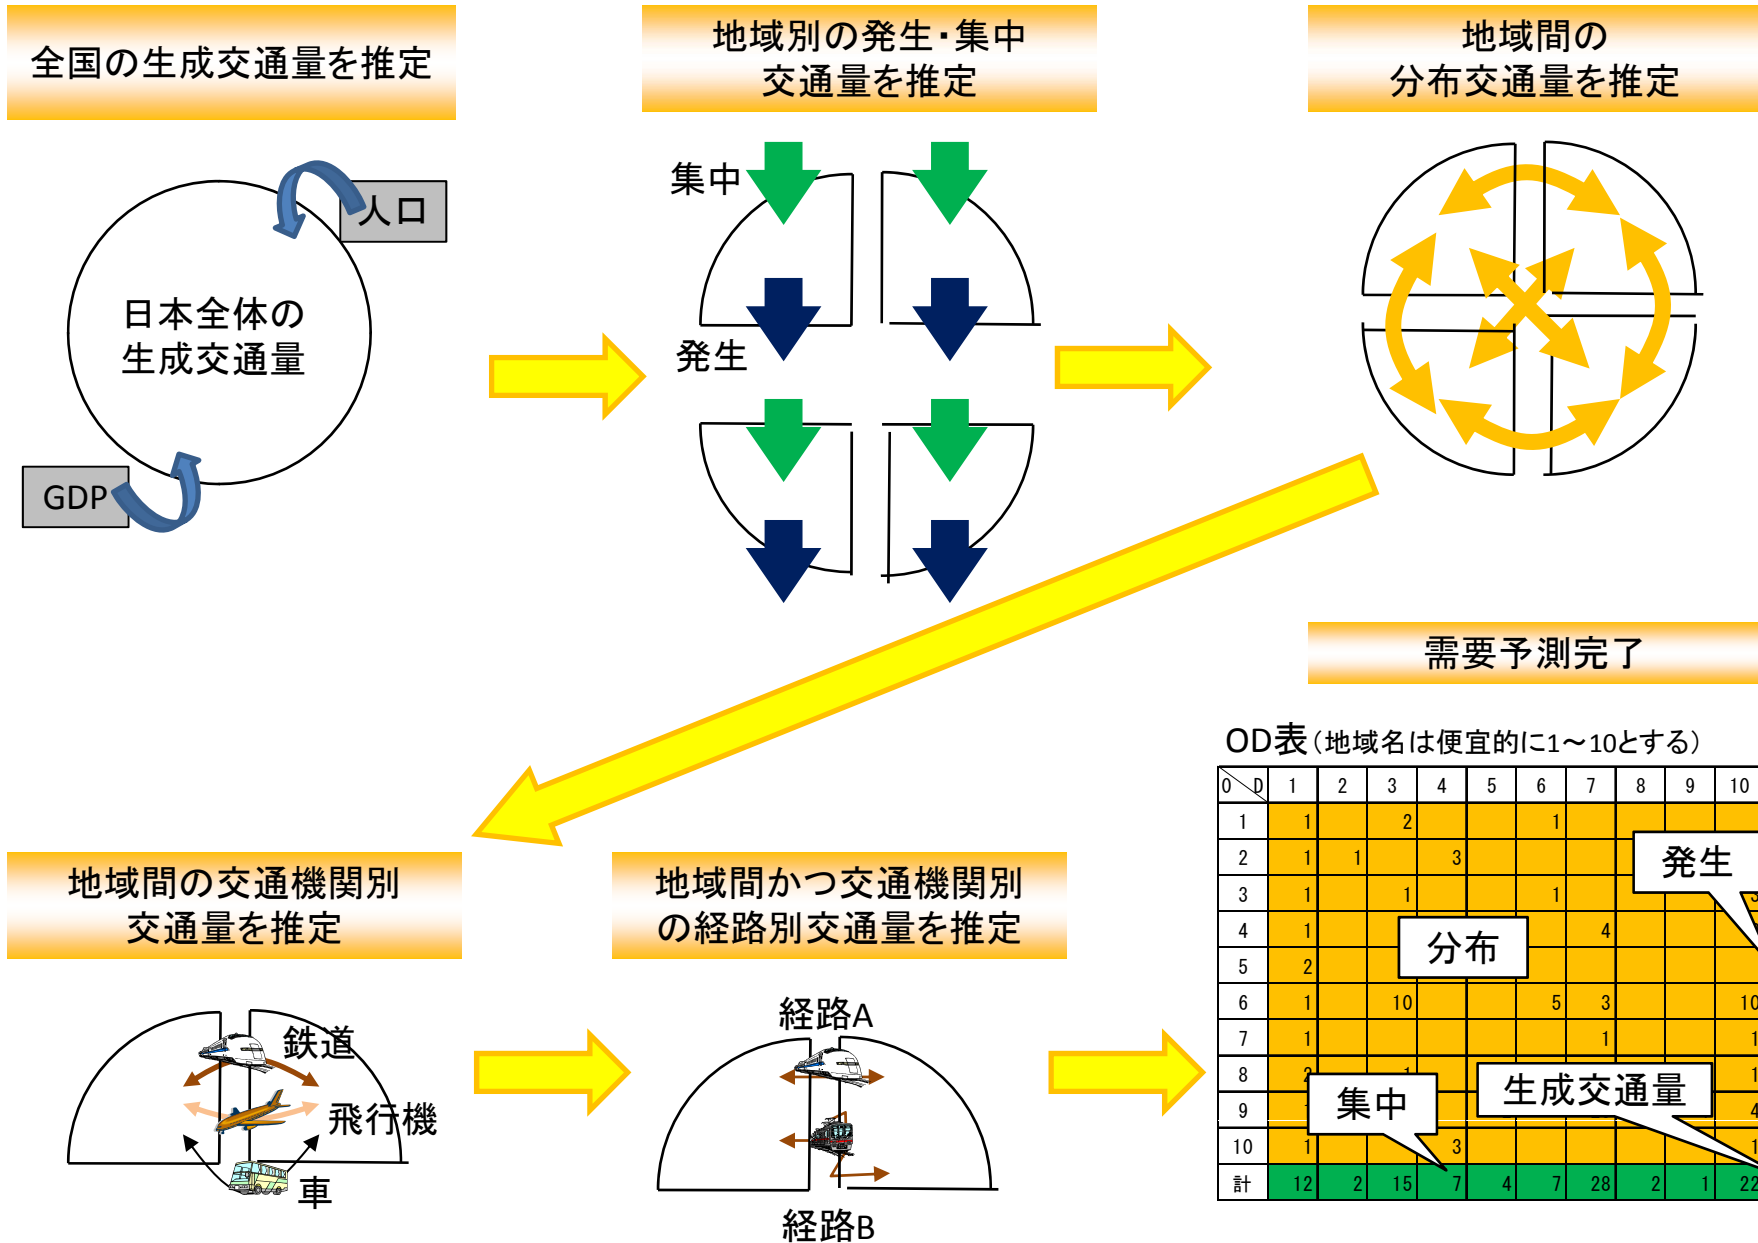 全国の生成交通量を推定
地域別の発生・集中
交通量を推定
地域間の
分布交通量を推定
人口
日本全体の
生成交通量
GDP
集中
発生
需要予測完了
OD表（地域名は便宜的に1～10とする）
O D 1 2 3 4 5 6 7 8 9 10
1 1 2 1
2 1 1 3
発生
3 1 1 1 3
4 1 4
分布
5 2
6 1 10 5 3 10
7 1 1 1
8 2 1 1
生成交通量
9 4
集中
10 1 3 1
計 12 2 15 7 4 7 28 2 1 22
地域間の交通機関別
交通量を推定
鉄道
飛行機
車
地域間かつ交通機関別
の経路別交通量を推定
経路A
経路B